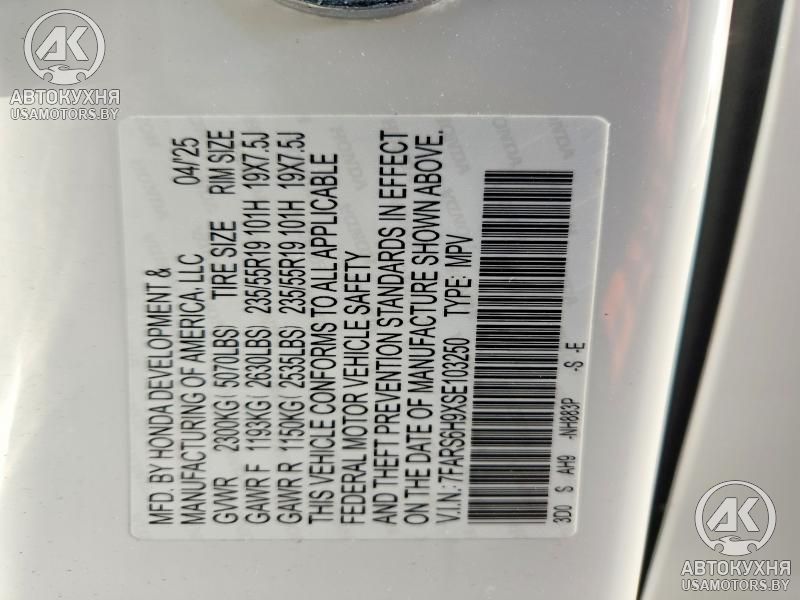 AK
АВТОКУХНЯ
USAMOTORS.BY
MFD. BY HONDA DEVELOPMENT &
MANUFACTURING OF AMERICA, LLC 04/'25
GVWR 2300KG( 5070LBS) TIRE SIZE RIM SIZE
GAWR F 1193KG( 2630LBS) 235/55R19 101H 19X7.5J
GAWR R 1150KG( 2535LBS) 235/55R19 101H 19X7.5J
THIS VEHICLE CONFORMS TO ALL APPLICABLE
FEDERAL MOTOR VEHICLE SAFETY
AND THEFT PREVENTION STANDARDS IN EFFECT
ON THE DATE OF MANUFACTURE SHOWN ABOVE.
V.I.N.: 7FARS6H9XSE103250 TYPE: MPV
3D0 S AH9 -NH883P -S -E
AK
АВТОКУХНЯ
USAMOTORS.BY